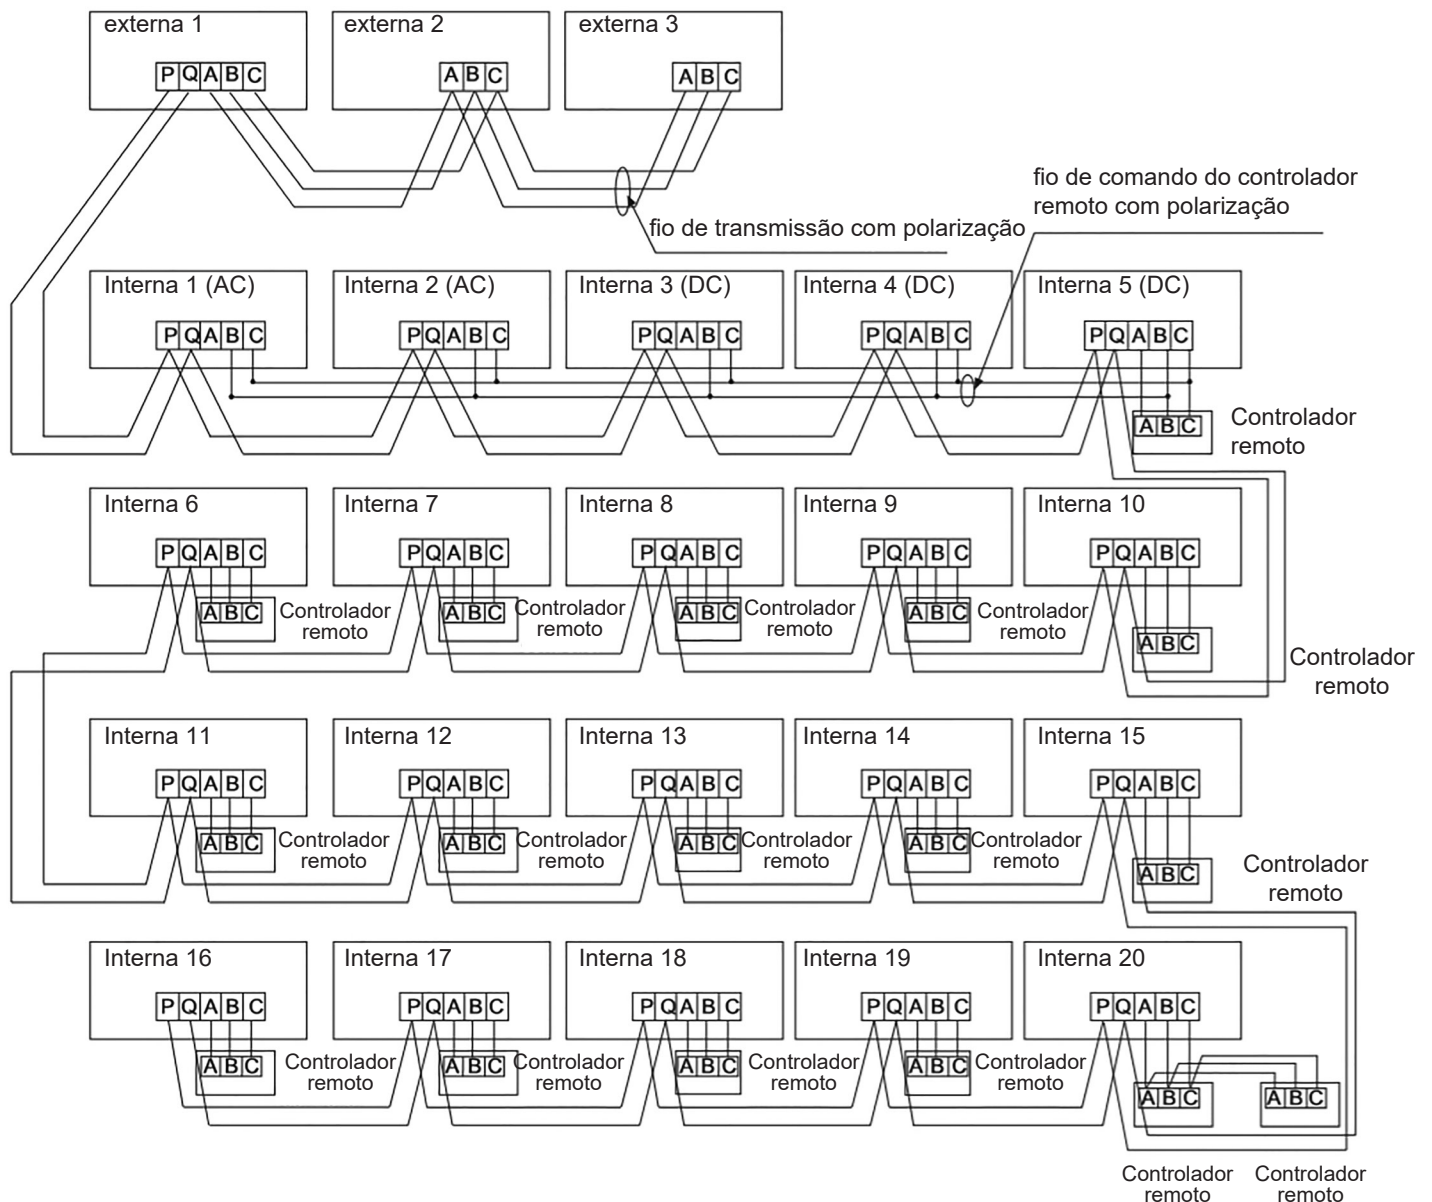 externa 1
externa 2
externa 3
P Q A B C
A B C
A B C
fio de comando do controlador
remoto com polarização
fio de transmissão com polarização
Interna 1 (AC)
Interna 2 (AC)
Interna 3 (DC)
Interna 4 (DC)
Interna 5 (DC)
P Q A B C
P Q A B C
P Q A B C
P Q A B C
P Q A B C
A B C
Controlador
remoto
Interna 6
Interna 7
Interna 8
Interna 9
Interna 10
P Q A B C
P Q A B C
P Q A B C
P Q A B C
P Q A B C
A B C
Controlador
remoto
A B C
Controlador
remoto
A B C
Controlador
remoto
A B C
Controlador
remoto
A B C
Controlador
remoto
Interna 11
Interna 12
Interna 13
Interna 14
Interna 15
P Q A B C
P Q A B C
P Q A B C
P Q A B C
P Q A B C
A B C
Controlador
remoto
A B C
Controlador
remoto
A B C
Controlador
remoto
A B C
Controlador
remoto
A B C
Controlador
remoto
Interna 16
Interna 17
Interna 18
Interna 19
Interna 20
P Q A B C
P Q A B C
P Q A B C
P Q A B C
P Q A B C
A B C
Controlador
remoto
A B C
Controlador
remoto
A B C
Controlador
remoto
A B C
Controlador
remoto
A B C
A B C
Controlador
remoto
Controlador
remoto